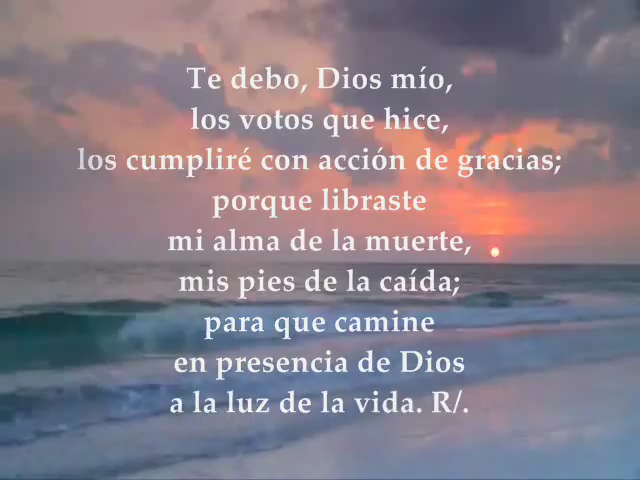 Te debo, Dios mío,
los votos que hice,
los cumpliré con acción de gracias;
porque libraste
mi alma de la muerte,
mis pies de la caída;
para que camine
en presencia de Dios
a la luz de la vida. R/.